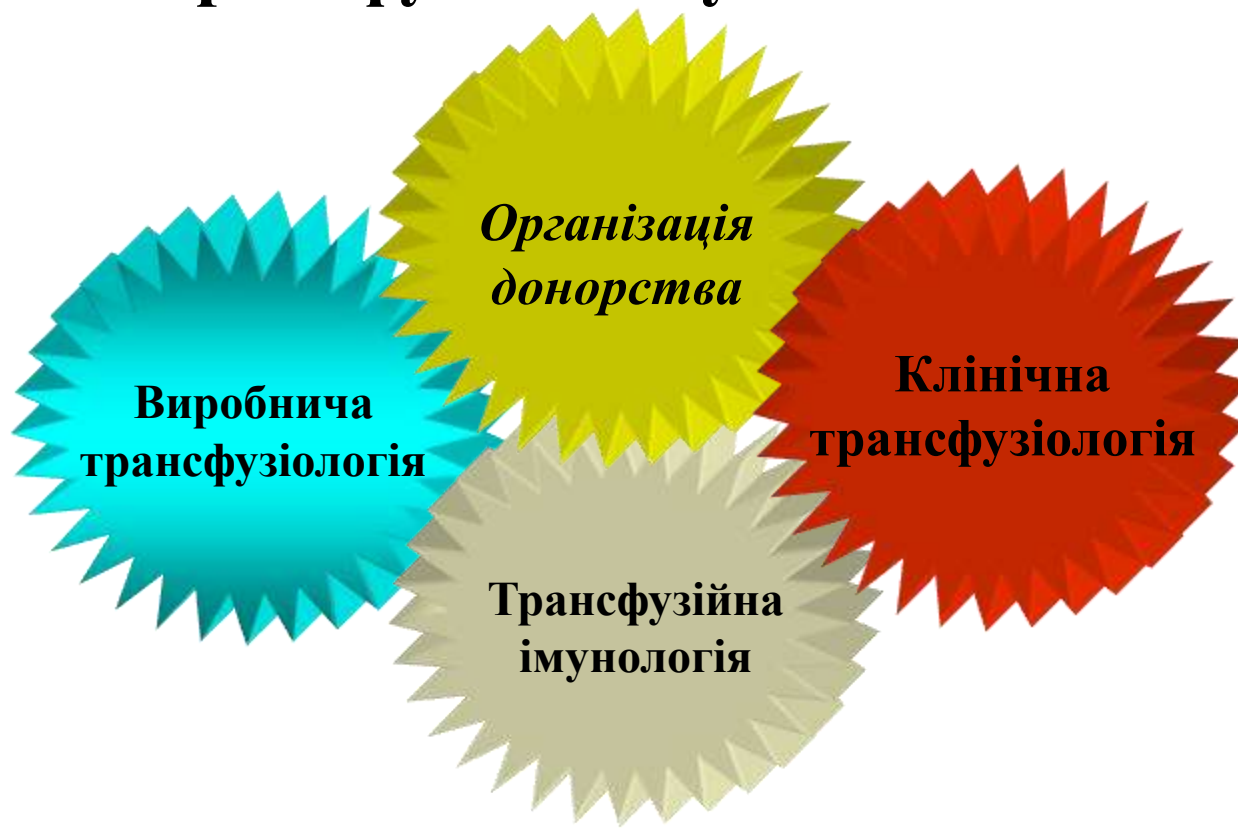 Організація
донорства
Виробнича
трансфузіологія
Клінічна
трансфузіологія
Трансфузійна
імунологія